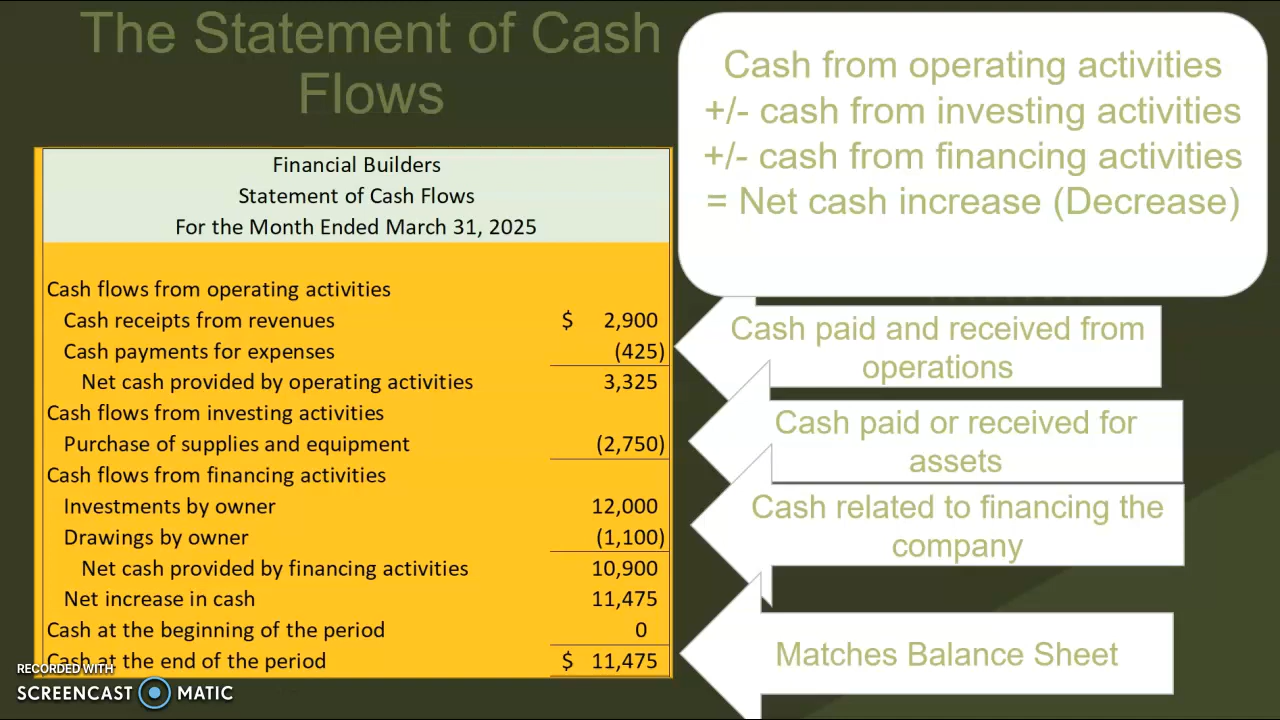 The Statement of Cash
Flows
Cash from operating activities
+/- cash from investing activities
+/- cash from financing activities
= Net cash increase (Decrease)
Financial Builders
Statement of Cash Flows
For the Month Ended March 31, 2025
Cash flows from operating activities
Cash receipts from revenues $ 2,900
Cash payments for expenses (425)
Net cash provided by operating activities 3,325
Cash flows from investing activities
Purchase of supplies and equipment (2,750)
Cash flows from financing activities
Investments by owner 12,000
Drawings by owner (1,100)
Net cash provided by financing activities 10,900
Net increase in cash 11,475
Cash at the beginning of the period 0
Cash at the end of the period $ 11,475
Cash paid and received from
operations
Cash paid or received for
assets
Cash related to financing the
company
Matches Balance Sheet
RECORDED WITH
SCREENCAST MATIC